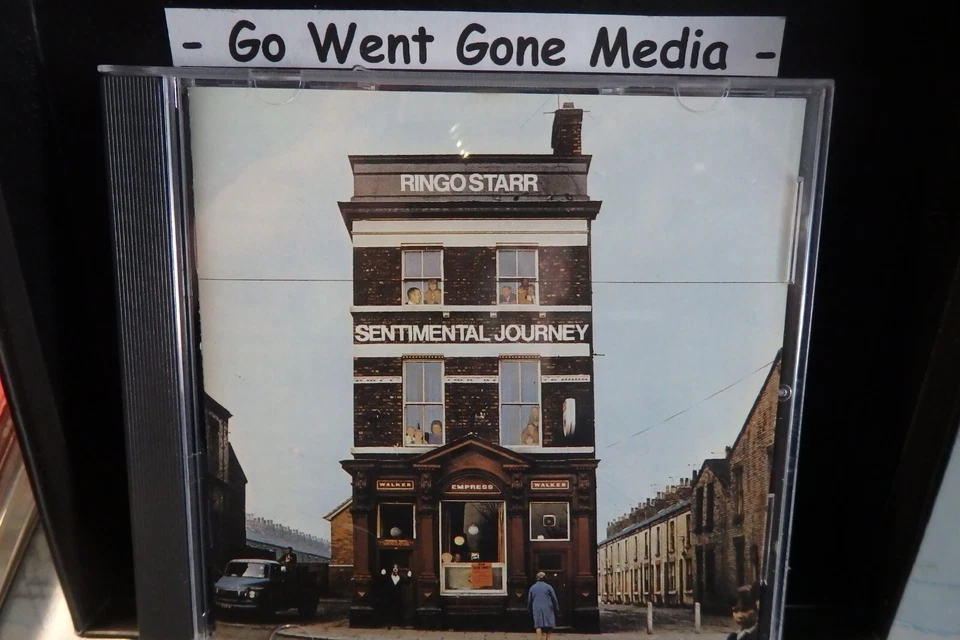 - Go Went Gone Media -
RINGO STARR
SENTIMENTAL JOURNEY
WALKER EMPRESS WALKER